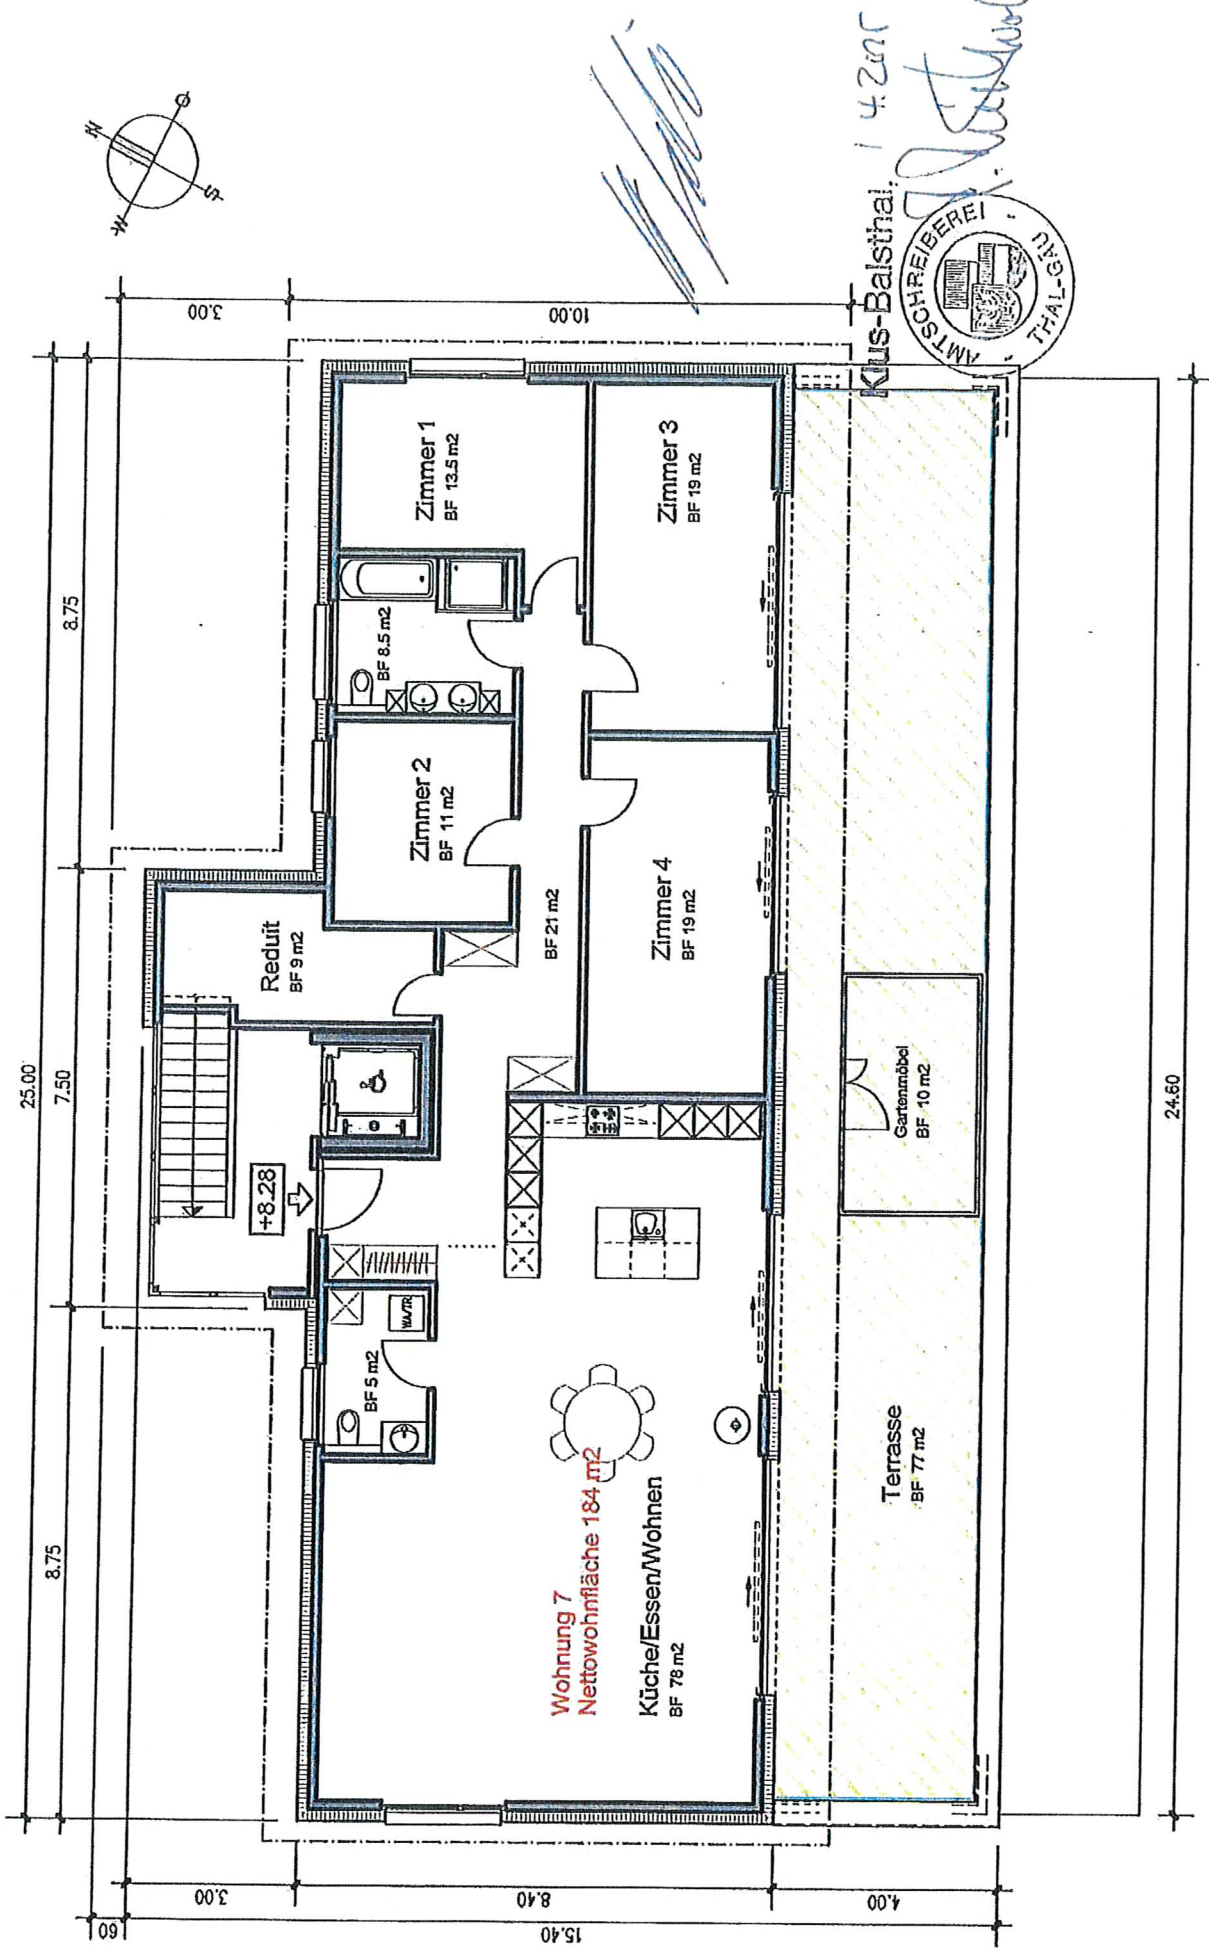 N
O
S
W
25.00
8.75
7.50
8.75
60
3.00
3.00
10.00
15.40
8.40
4.00
24.60
+8.28
Reduit
BF 9 m2
Zimmer 2
BF 11 m2
BF 8.5 m2
Zimmer 1
BF 13.5 m2
BF 5 m2
WA/TR
BF 21 m2
Zimmer 4
BF 19 m2
Zimmer 3
BF 19 m2
Wohnung 7
Nettowohnfläche 184 m2
Küche/Essen/Wohnen
BF 78 m2
Terrasse
BF 77 m2
Gartenmöbel
BF 10 m2
Klus-Balsthal,
AMTSCHREIBEREI - THAL-GÄU -